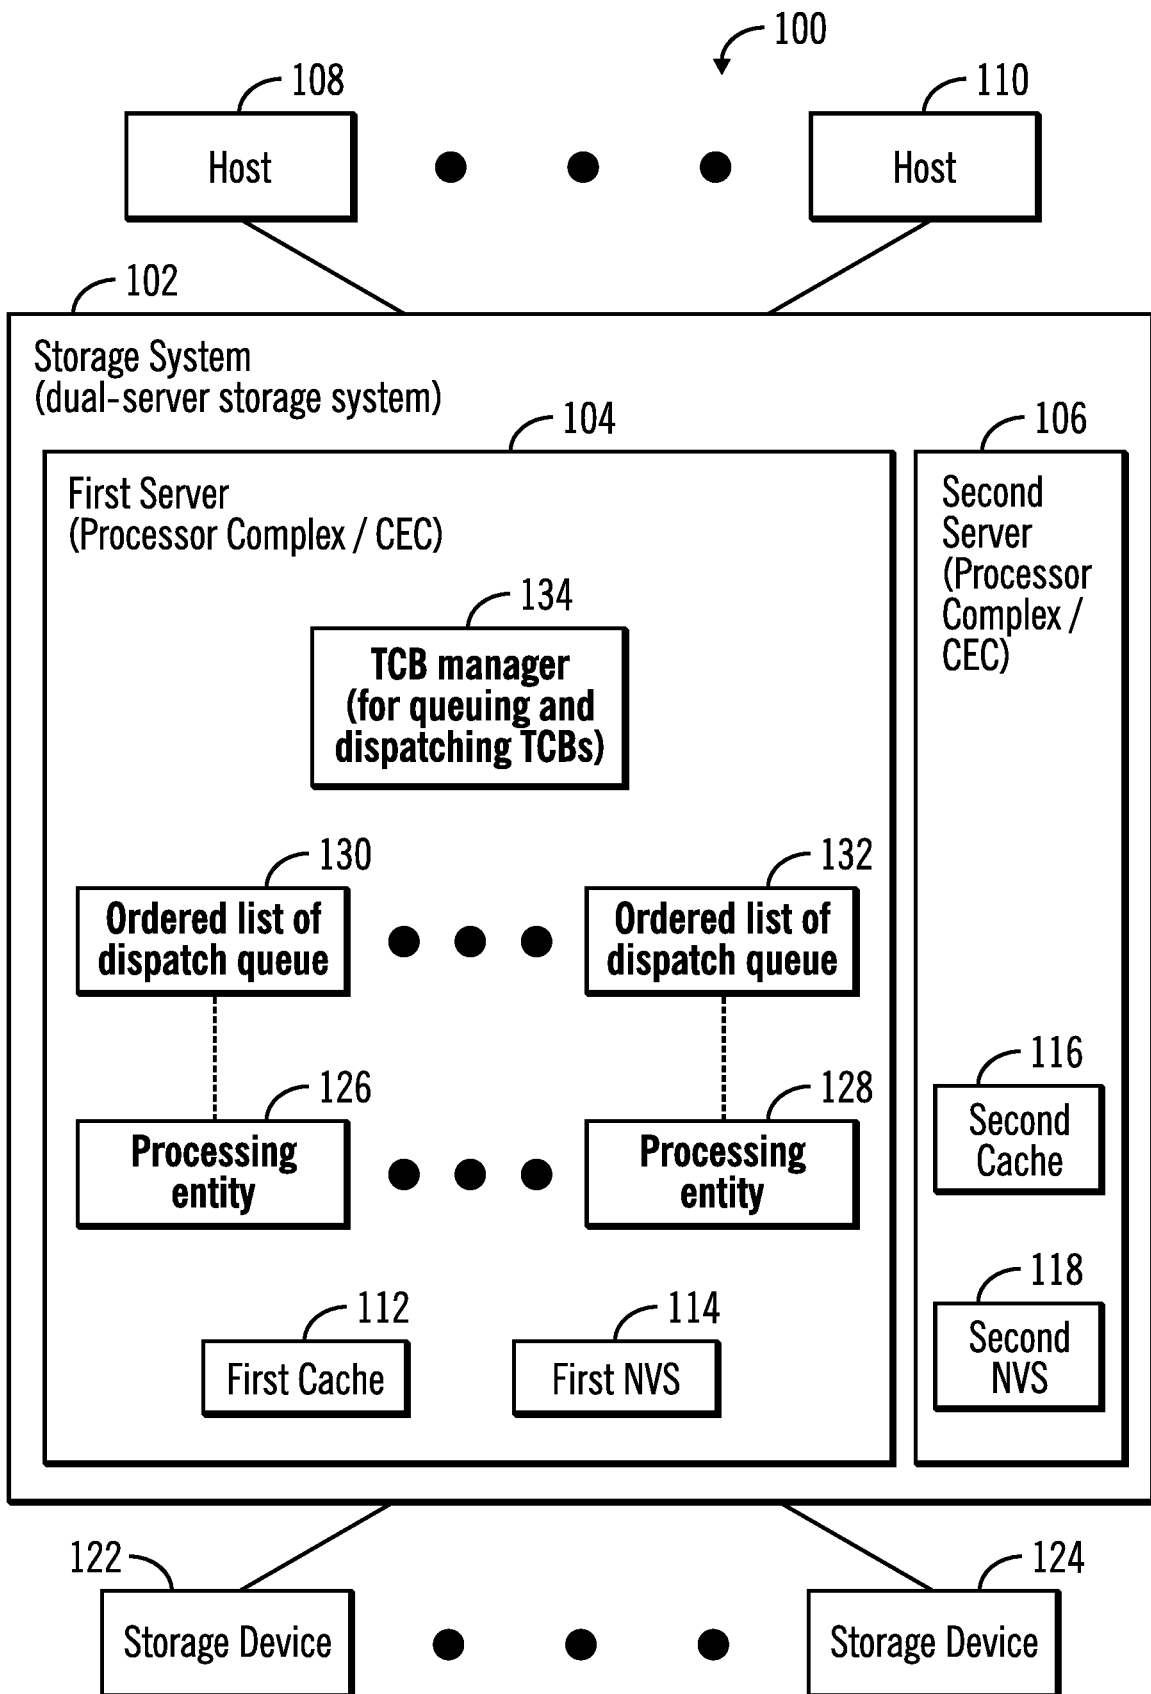 100
108
110
Host
Host
102
Storage System
(dual-server storage system)
104
First Server
(Processor Complex / CEC)
134
TCB manager
(for queuing and
dispatching TCBs)
130
Ordered list of
dispatch queue
132
Ordered list of
dispatch queue
126
Processing
entity
128
Processing
entity
112
First Cache
114
First NVS
106
Second
Server
(Processor
Complex /
CEC)
116
Second
Cache
118
Second
NVS
122
Storage Device
124
Storage Device